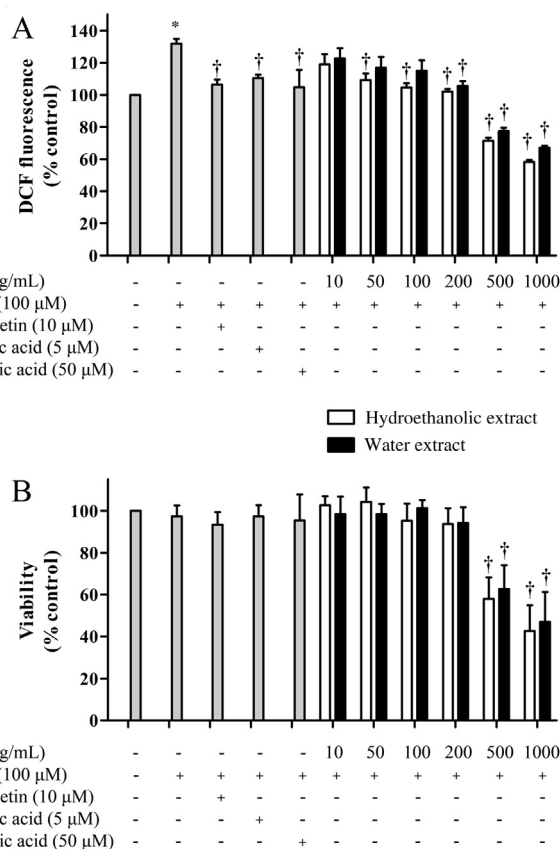 A
DCF fluorescence
(% control)
140
120
100
80
60
40
20
0
*
† † † † † † † † † † †
g/mL) - - - - - 10 50 100 200 500 1000
(100 μM) - + + + + + + + + + +
etin (10 μM) - - + - - - - - - - -
c acid (5 μM) - - - + - - - - - - -
ic acid (50 μM) - - - - + - - - - - -
Hydroethanolic extract
Water extract
B
Viability
(% control)
100
80
60
40
20
0
† † † †
g/mL) - - - - - 10 50 100 200 500 1000
(100 μM) - + + + + + + + + + +
etin (10 μM) - - + - - - - - - - -
c acid (5 μM) - - - + - - - - - - -
ic acid (50 μM) - - - - + - - - - - -